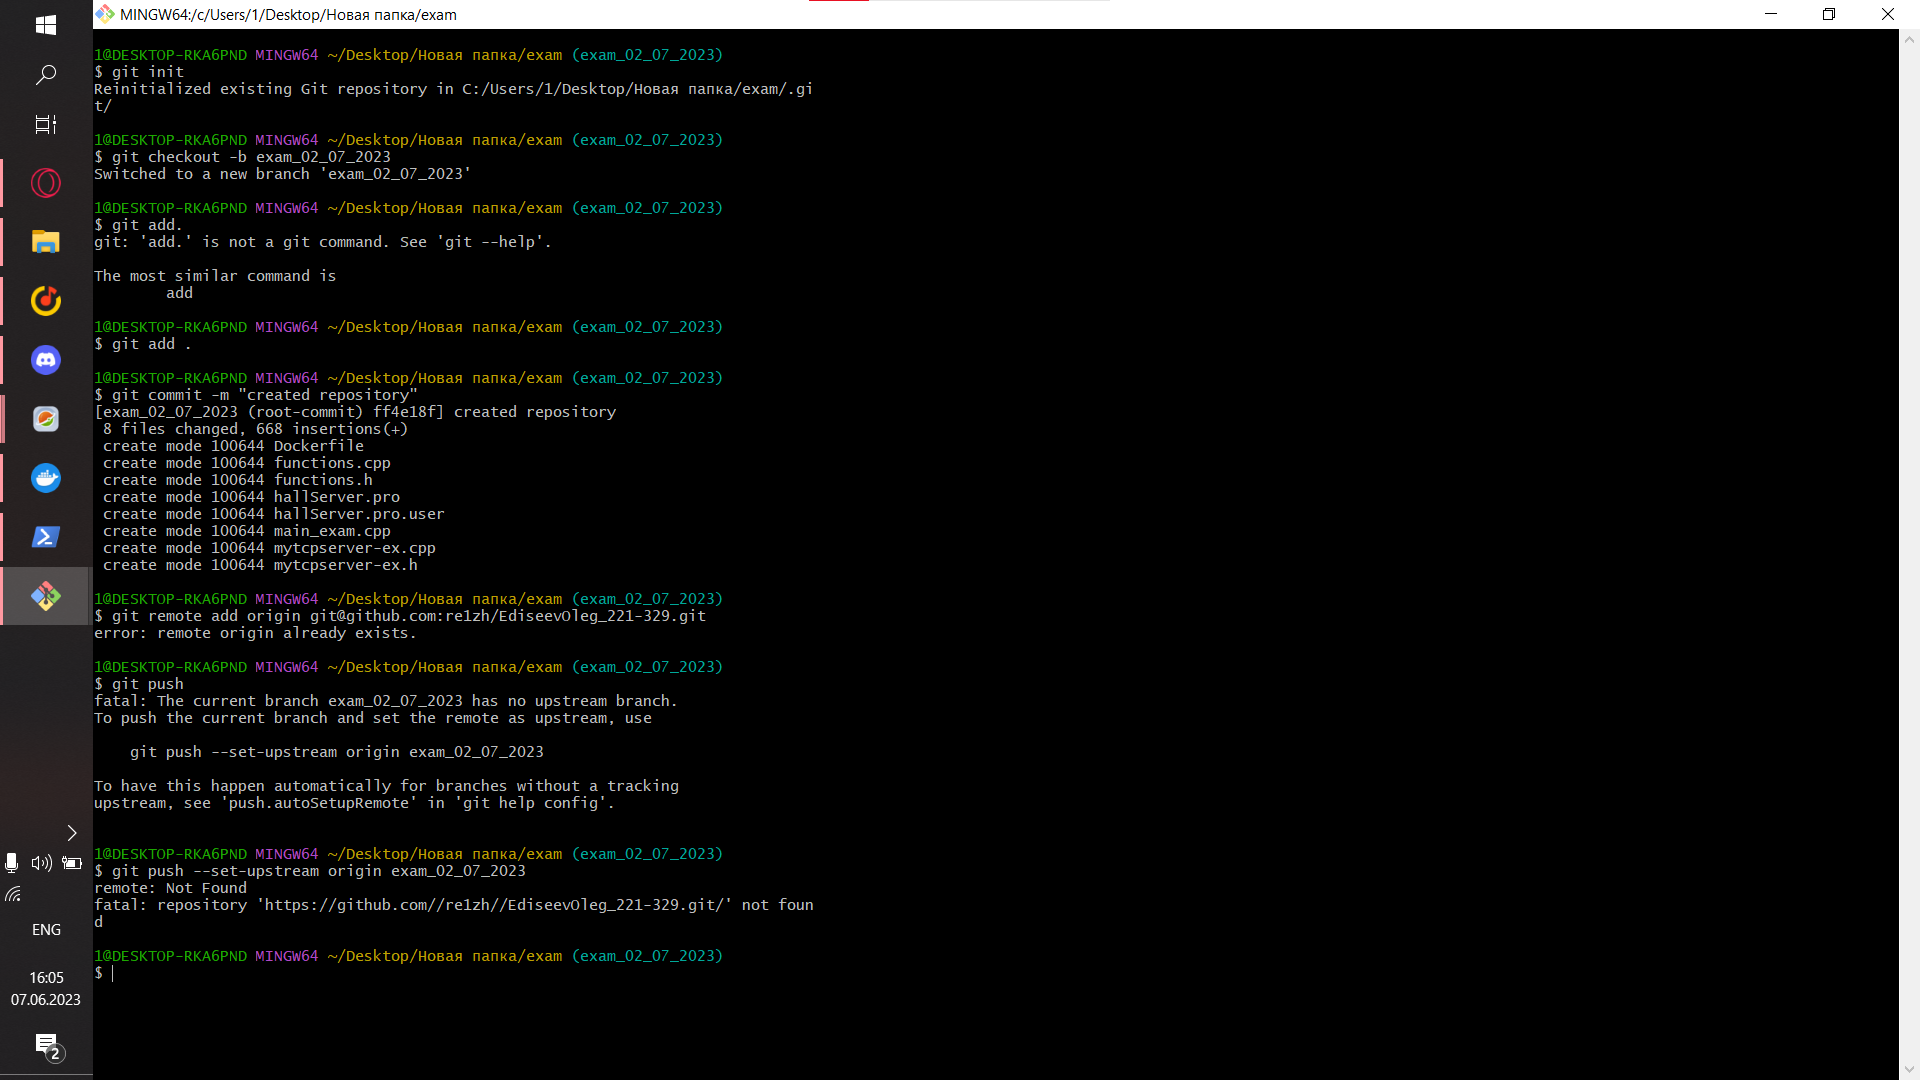 MINGW64:/c/Users/1/Desktop/Новая папка/exam
1@DESKTOP-RKA6PND MINGW64 ~/Desktop/Новая папка/exam (exam_02_07_2023)
$ git init
Reinitialized existing Git repository in C:/Users/1/Desktop/Новая папка/exam/.gi
t/
1@DESKTOP-RKA6PND MINGW64 ~/Desktop/Новая папка/exam (exam_02_07_2023)
$ git checkout -b exam_02_07_2023
Switched to a new branch 'exam_02_07_2023'
1@DESKTOP-RKA6PND MINGW64 ~/Desktop/Новая папка/exam (exam_02_07_2023)
$ git add.
git: 'add.' is not a git command. See 'git --help'.
The most similar command is
add
1@DESKTOP-RKA6PND MINGW64 ~/Desktop/Новая папка/exam (exam_02_07_2023)
$ git add .
1@DESKTOP-RKA6PND MINGW64 ~/Desktop/Новая папка/exam (exam_02_07_2023)
$ git commit -m "created repository"
[exam_02_07_2023 (root-commit) ff4e18f] created repository
8 files changed, 668 insertions(+)
create mode 100644 Dockerfile
create mode 100644 functions.cpp
create mode 100644 functions.h
create mode 100644 hallServer.pro
create mode 100644 hallServer.pro.user
create mode 100644 main_exam.cpp
create mode 100644 mytcpserver-ex.cpp
create mode 100644 mytcpserver-ex.h
1@DESKTOP-RKA6PND MINGW64 ~/Desktop/Новая папка/exam (exam_02_07_2023)
$ git remote add origin git@github.com:re1zh/EdiseevOleg_221-329.git
error: remote origin already exists.
1@DESKTOP-RKA6PND MINGW64 ~/Desktop/Новая папка/exam (exam_02_07_2023)
$ git push
fatal: The current branch exam_02_07_2023 has no upstream branch.
To push the current branch and set the remote as upstream, use
git push --set-upstream origin exam_02_07_2023
To have this happen automatically for branches without a tracking
upstream, see 'push.autoSetupRemote' in 'git help config'.
1@DESKTOP-RKA6PND MINGW64 ~/Desktop/Новая папка/exam (exam_02_07_2023)
$ git push --set-upstream origin exam_02_07_2023
remote: Not Found
fatal: repository 'https://github.com//re1zh//EdiseevOleg_221-329.git/' not foun
d
1@DESKTOP-RKA6PND MINGW64 ~/Desktop/Новая папка/exam (exam_02_07_2023)
$
ENG
16:05
07.06.2023
2